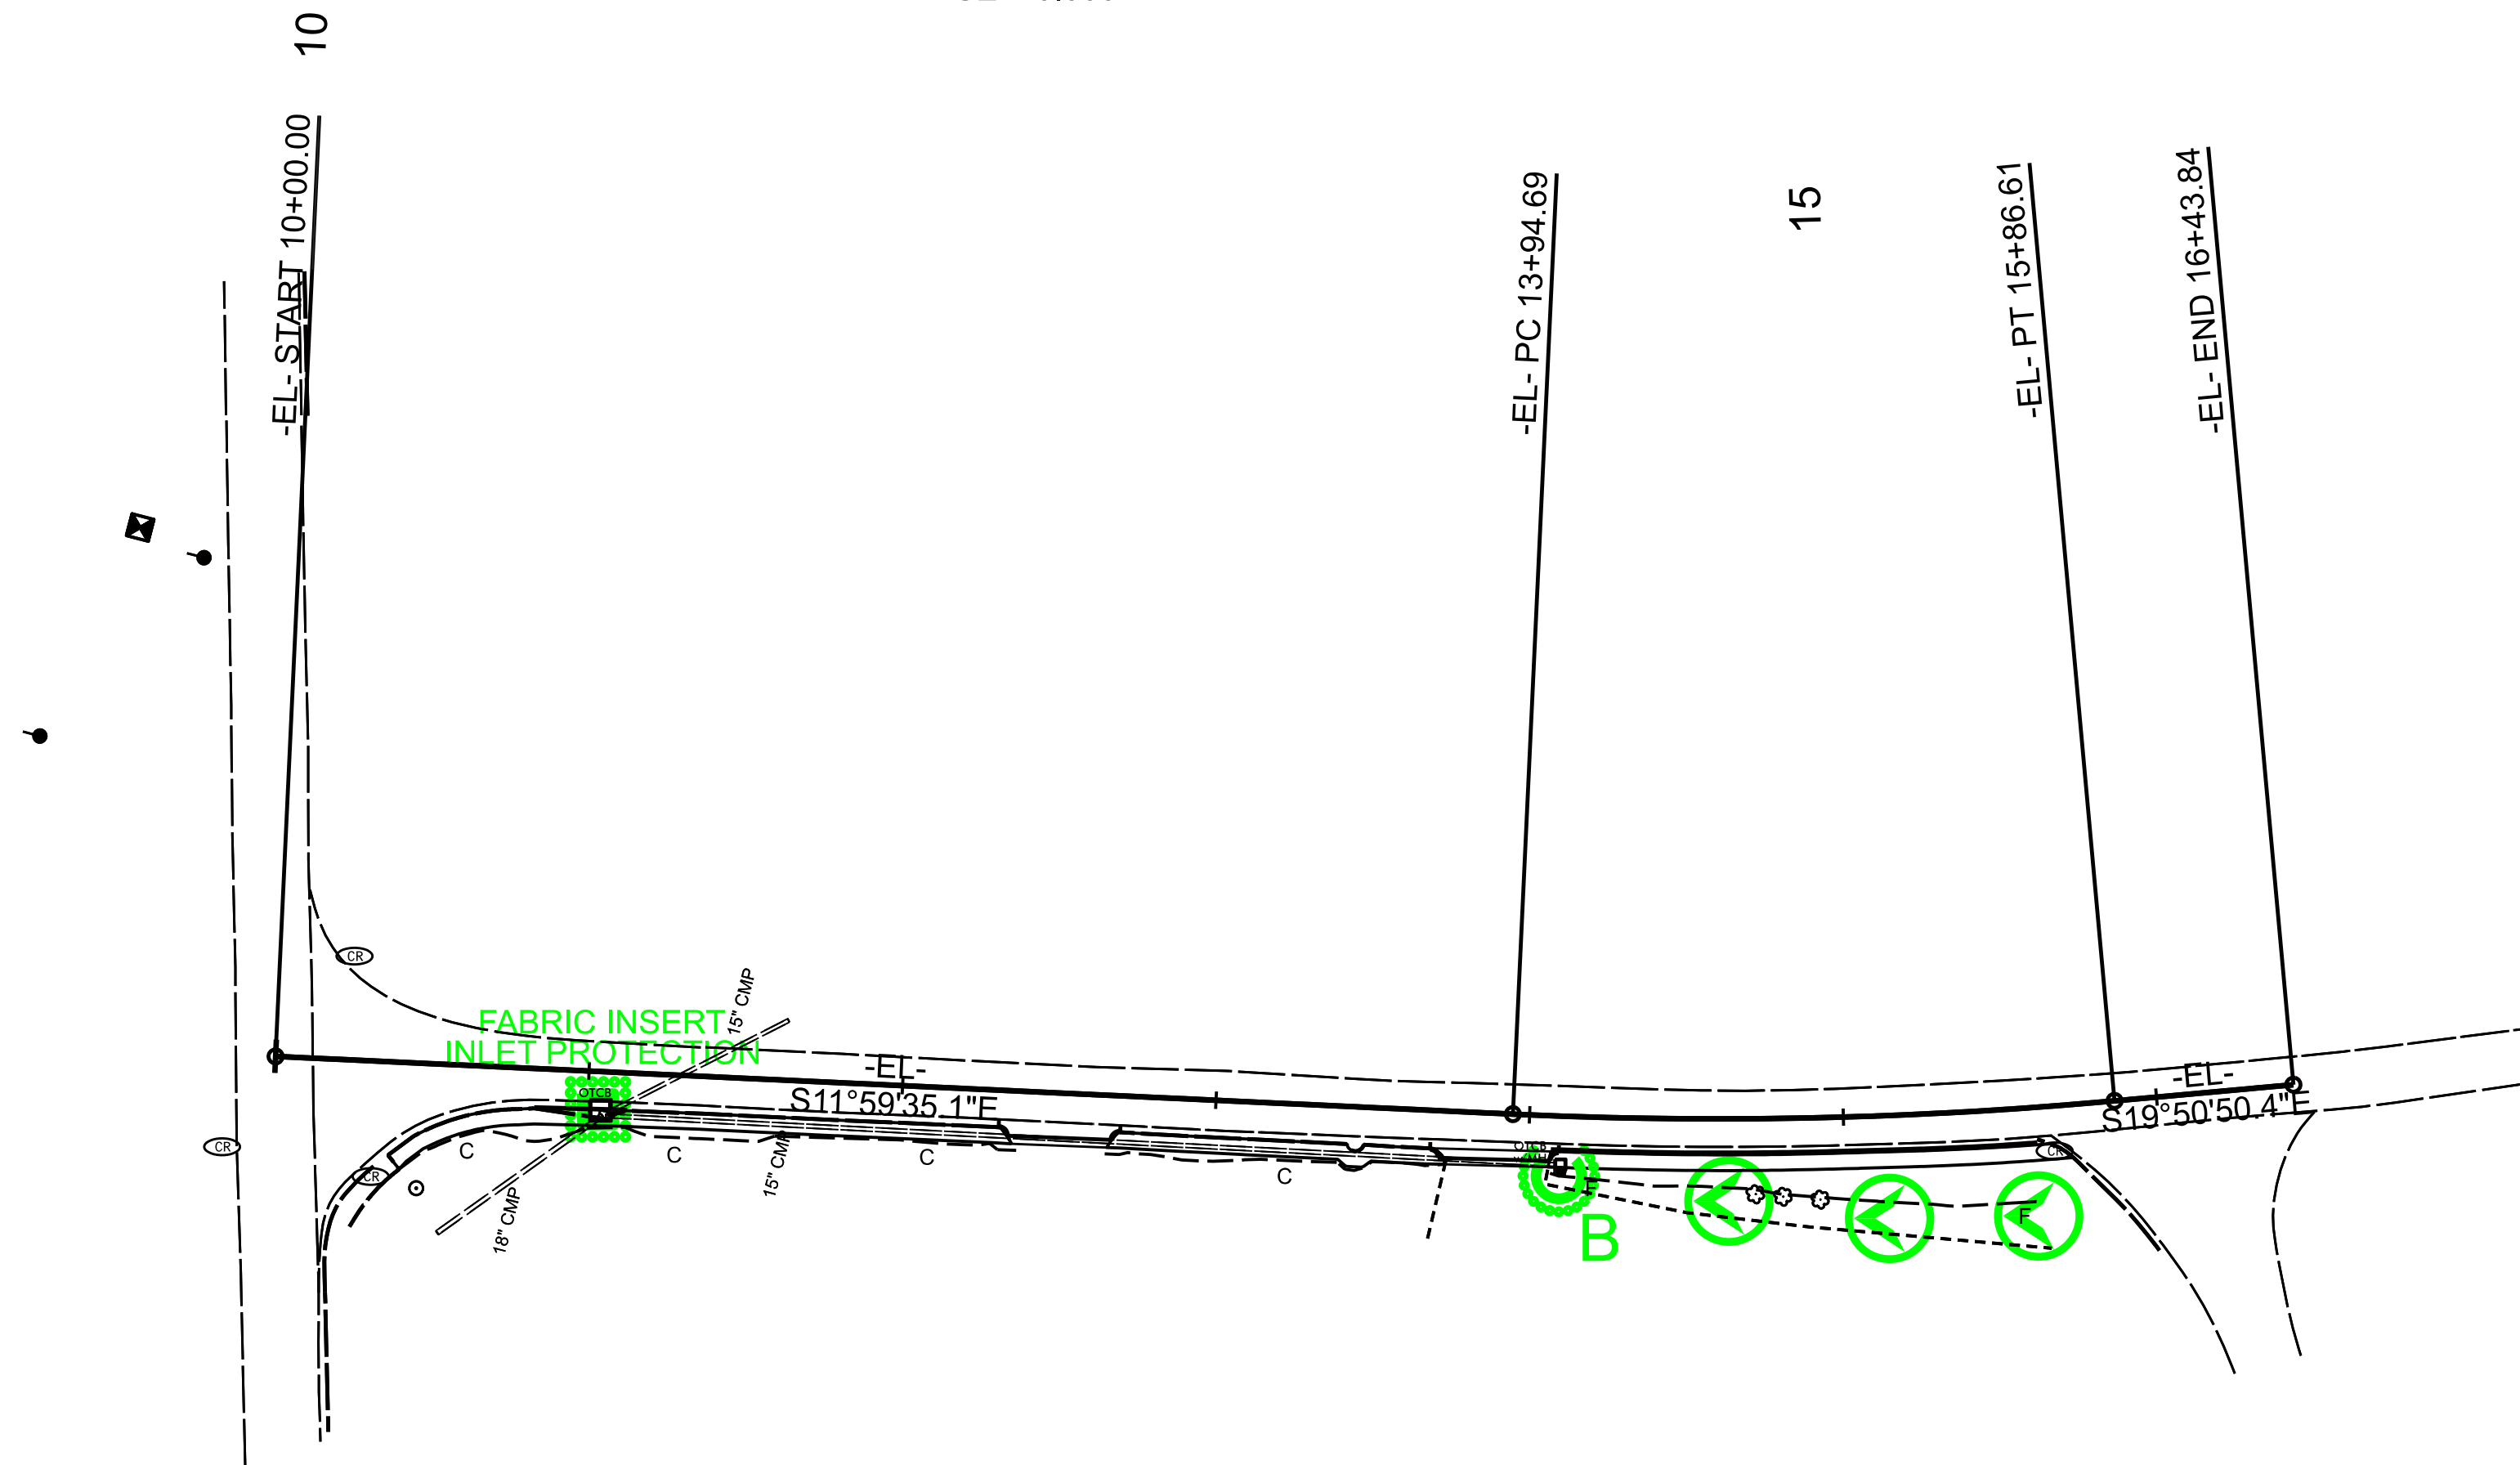 10
-EL- START 10+00.00
-EL- PC 13+94.69
15
-EL- PT 15+86.61
-EL- END 16+43.84
CR
FABRIC INSERT
INLET PROTECTION
15" CMP
-EL-
-EL-
OTCB
S11°59'35.1"E
S19°50'50.4"E
CR
CR
C
C
C
C
15" CMP
18" CMP
OTCB
CR
F
F
B